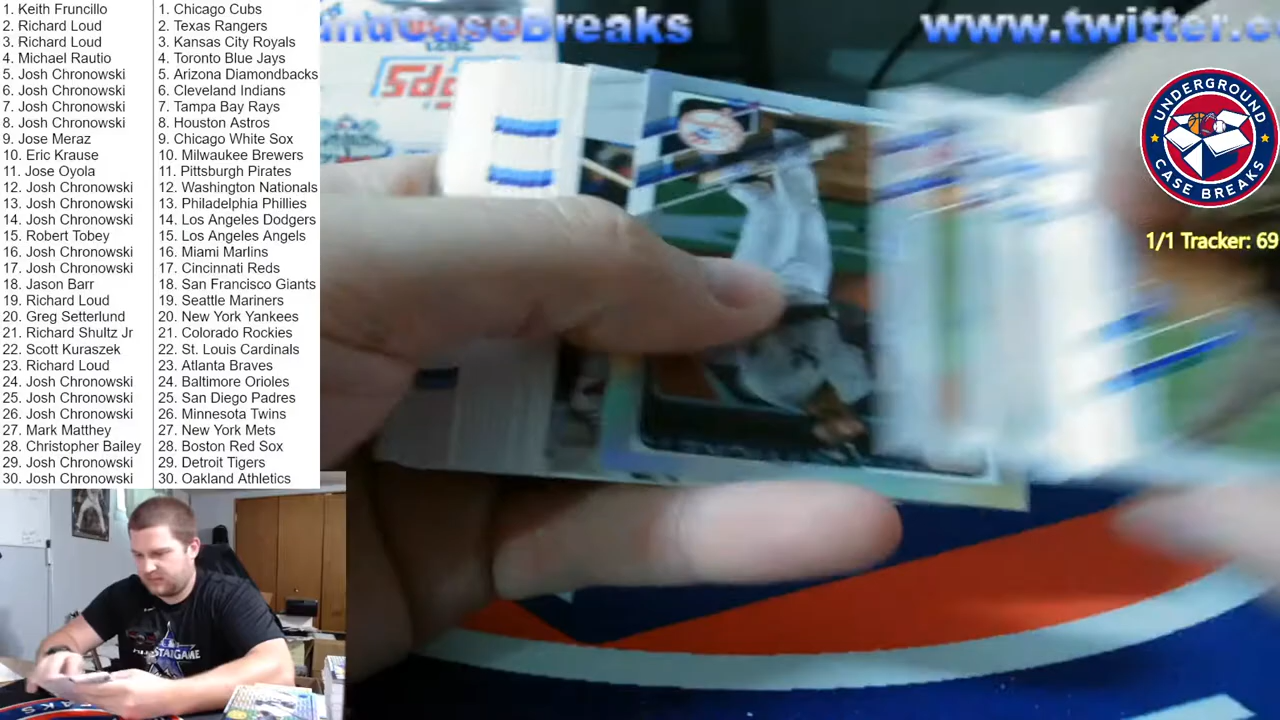 1. Keith Fruncillo
2. Richard Loud
3. Richard Loud
4. Michael Rautio
5. Josh Chronowski
6. Josh Chronowski
7. Josh Chronowski
8. Josh Chronowski
9. Jose Meraz
10. Eric Krause
11. Jose Oyola
12. Josh Chronowski
13. Josh Chronowski
14. Josh Chronowski
15. Robert Tobey
16. Josh Chronowski
17. Josh Chronowski
18. Jason Barr
19. Richard Loud
20. Greg Setterlund
21. Richard Shultz Jr
22. Scott Kuraszek
23. Richard Loud
24. Josh Chronowski
25. Josh Chronowski
26. Josh Chronowski
27. Mark Matthey
28. Christopher Bailey
29. Josh Chronowski
30. Josh Chronowski
1. Chicago Cubs
2. Texas Rangers
3. Kansas City Royals
4. Toronto Blue Jays
5. Arizona Diamondbacks
6. Cleveland Indians
7. Tampa Bay Rays
8. Houston Astros
9. Chicago White Sox
10. Milwaukee Brewers
11. Pittsburgh Pirates
12. Washington Nationals
13. Philadelphia Phillies
14. Los Angeles Dodgers
15. Los Angeles Angels
16. Miami Marlins
17. Cincinnati Reds
18. San Francisco Giants
19. Seattle Mariners
20. New York Yankees
21. Colorado Rockies
22. St. Louis Cardinals
23. Atlanta Braves
24. Baltimore Orioles
25. San Diego Padres
26. Minnesota Twins
27. New York Mets
28. Boston Red Sox
29. Detroit Tigers
30. Oakland Athletics
CaseBreaks
www.twitter.c
UNDERGROUND
CASE BREAKS
1/1 Tracker: 69
2021